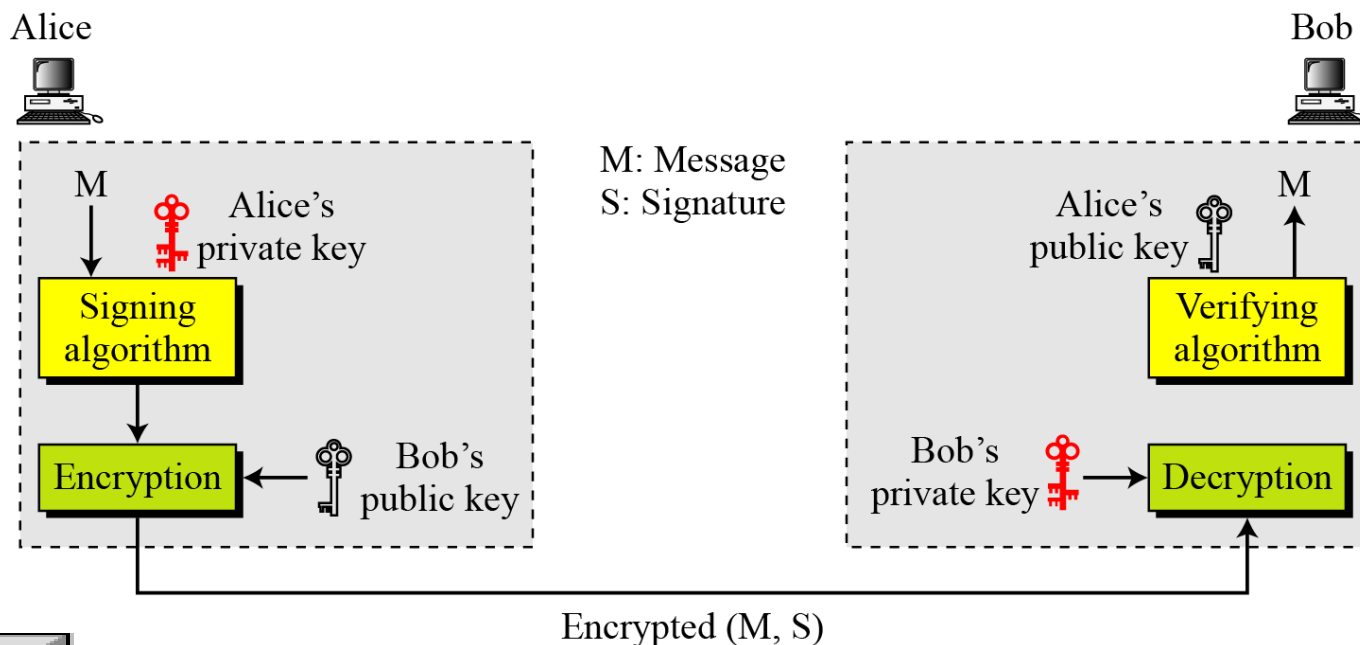 Alice
Bob
M: Message
S: Signature
M
Alice’s
private key
Signing
algorithm
Encryption
Bob’s
public key
Alice’s
public key
M
Verifying
algorithm
Bob’s
private key
Decryption
Encrypted (M, S)